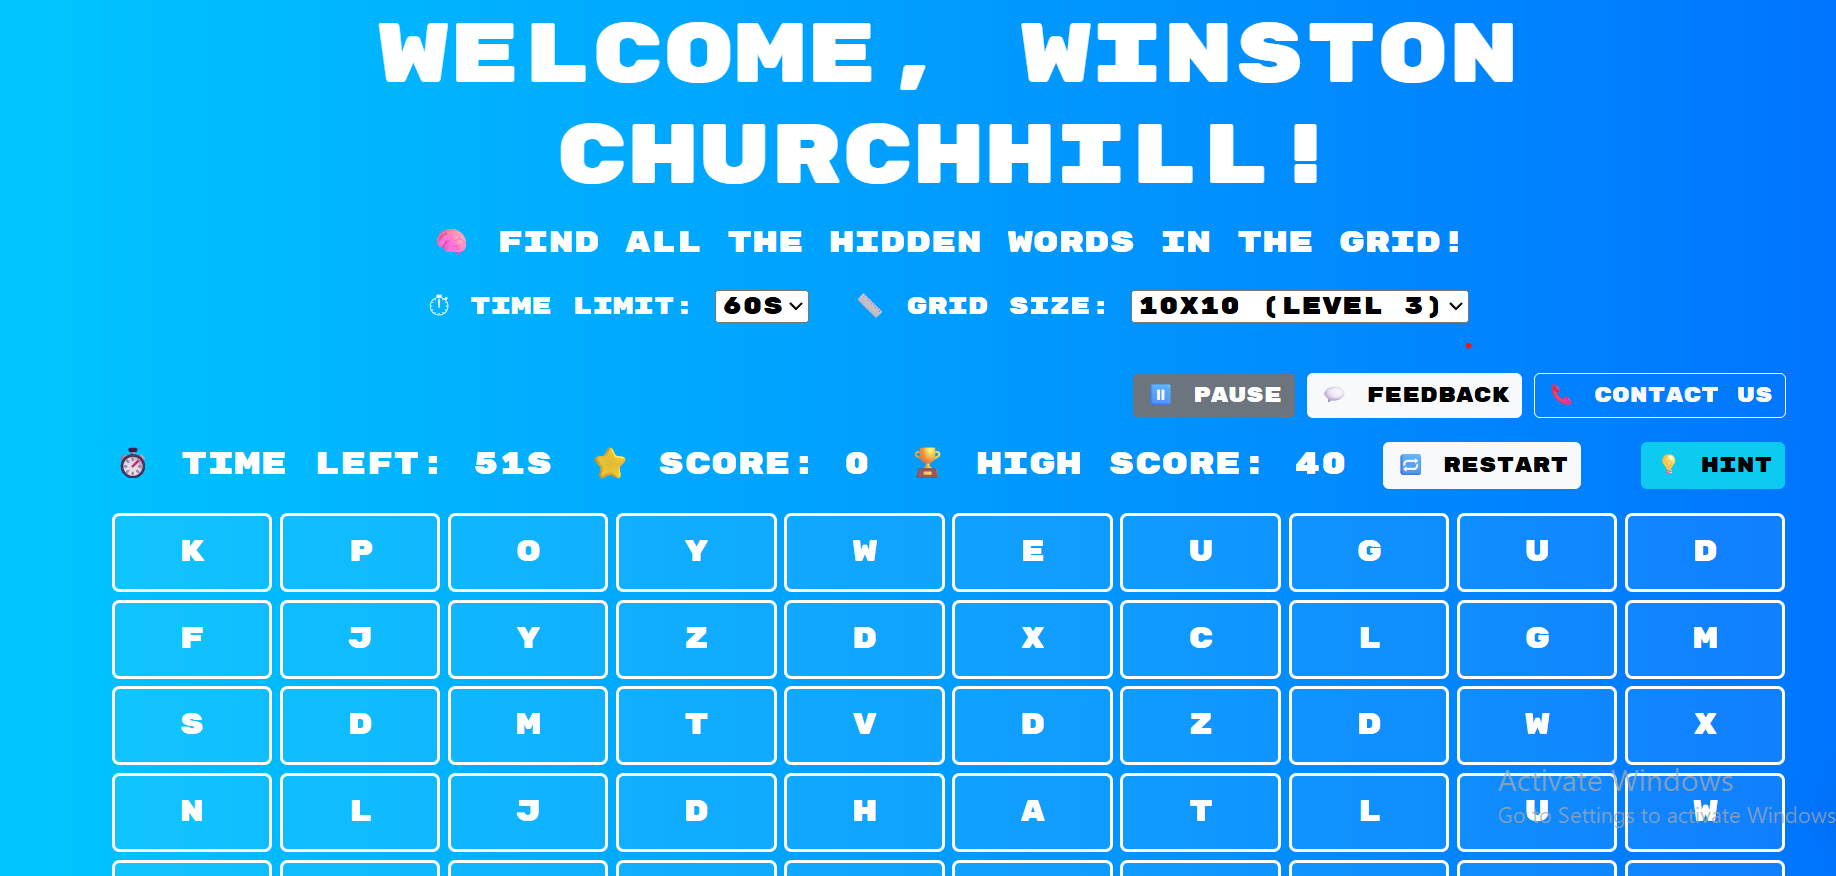 WELCOME, WINSTON
CHURCHHILL!
🧠 FIND ALL THE HIDDEN WORDS IN THE GRID!
⏱ TIME LIMIT: 60S 📏 GRID SIZE: 10X10 (LEVEL 3)
⏸ PAUSE 💬 FEEDBACK 📞 CONTACT US
⏱ TIME LEFT: 51S ⭐ SCORE: 0 🏆 HIGH SCORE: 40 🔁 RESTART 💡 HINT
K P O Y W E U G U D
F J Y Z D X C L G M
S D M T V D Z D W X
N L J D H A T L U W
Activate Windows
Go to Settings to activate Windows